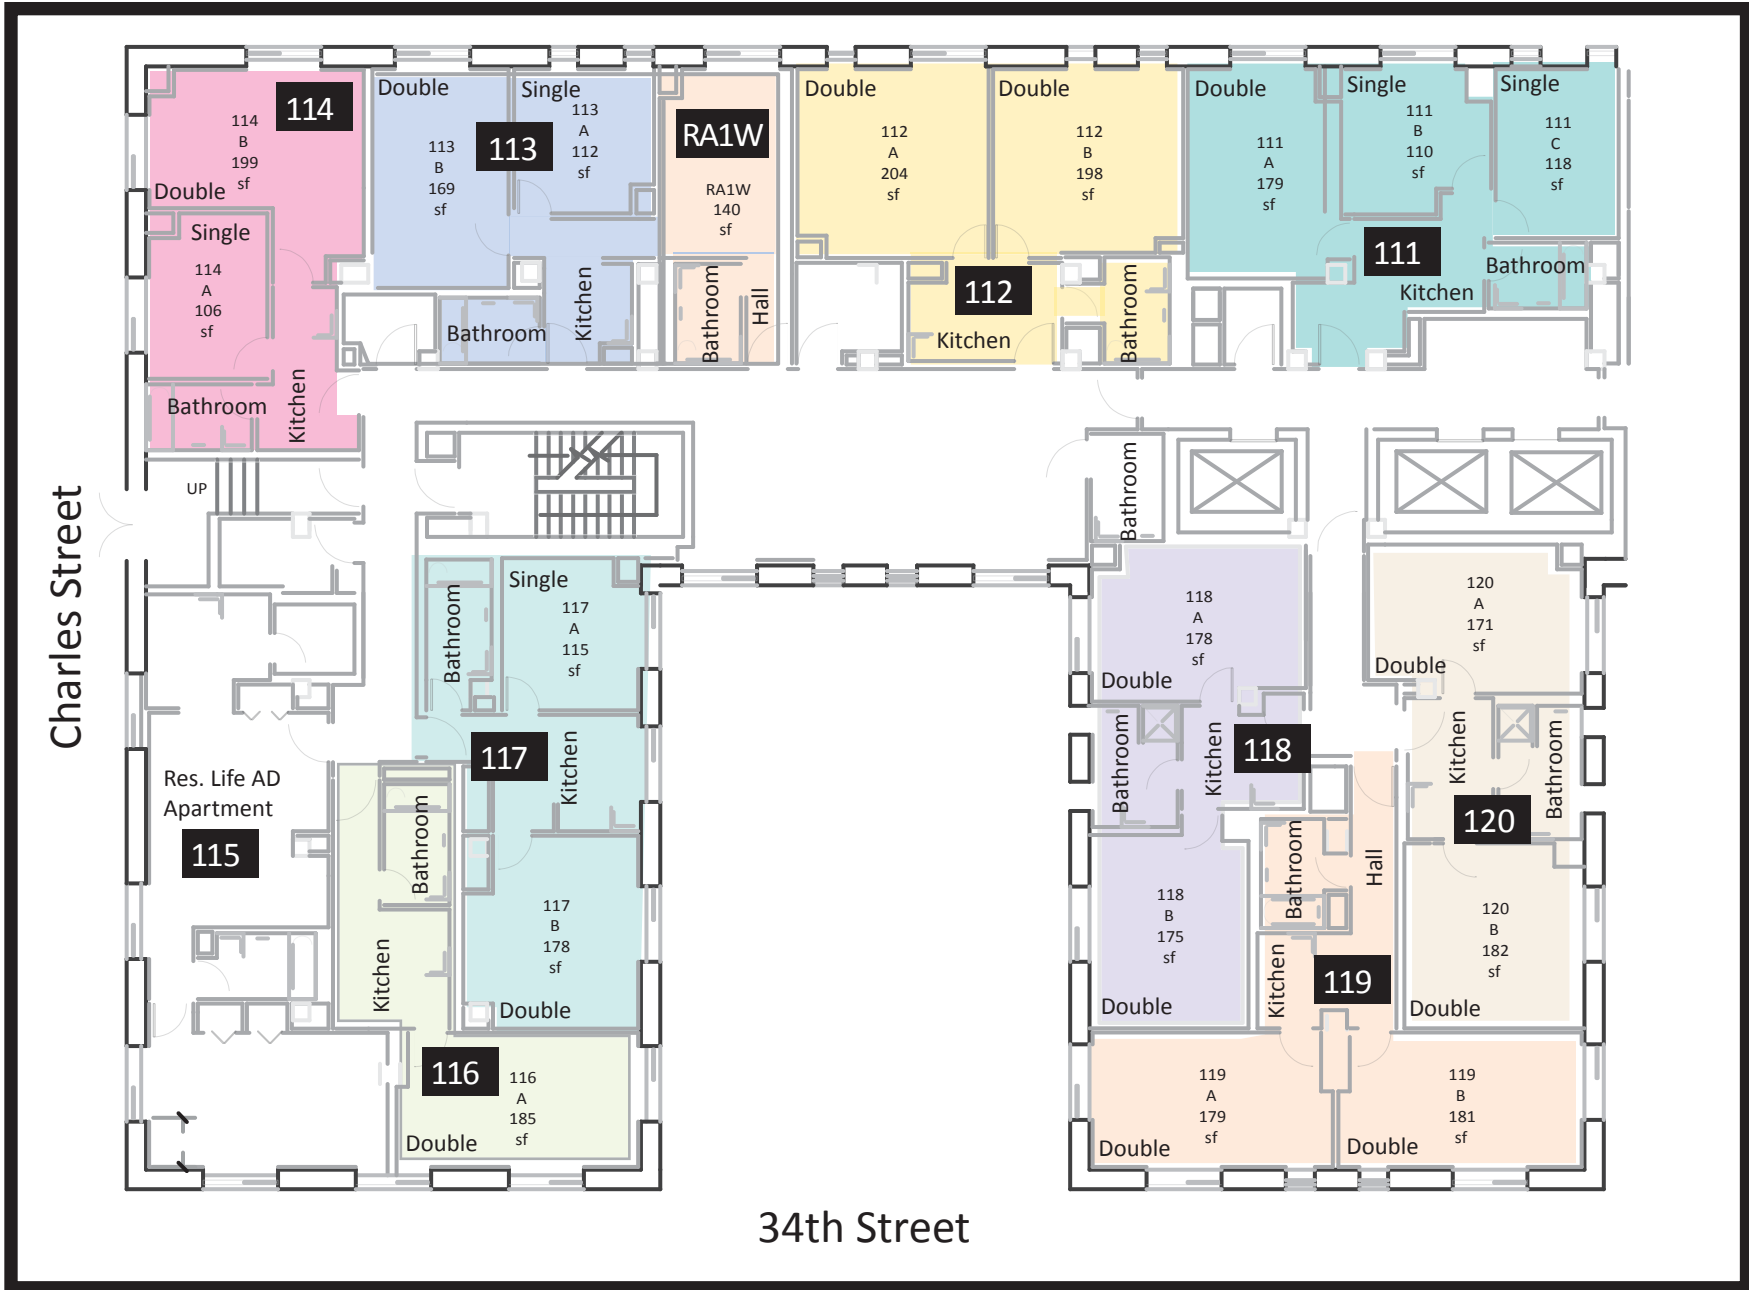 114
114
B
199
sf
Double
Single
114
A
106
sf
Bathroom
Kitchen
Double
113
B
169
sf
113
Single
113
A
112
sf
Bathroom
Kitchen
RA1W
RA1W
140
sf
Bathroom
Hall
Double
112
A
204
sf
Double
112
B
198
sf
112
Kitchen
Bathroom
Double
111
A
179
sf
Single
111
B
110
sf
Single
111
C
118
sf
111
Bathroom
Kitchen
UP
Charles Street
Bathroom
Bathroom
Single
117
A
115
sf
117
Kitchen
117
B
178
sf
Double
Res. Life AD
Apartment
115
Bathroom
Kitchen
116
116
A
185
sf
Double
118
A
178
sf
Double
Bathroom
Kitchen
118
118
B
175
sf
Double
120
A
171
sf
Double
Kitchen
Bathroom
120
120
B
182
sf
Double
Bathroom
Hall
Kitchen
119
119
A
179
sf
Double
119
B
181
sf
Double
34th Street